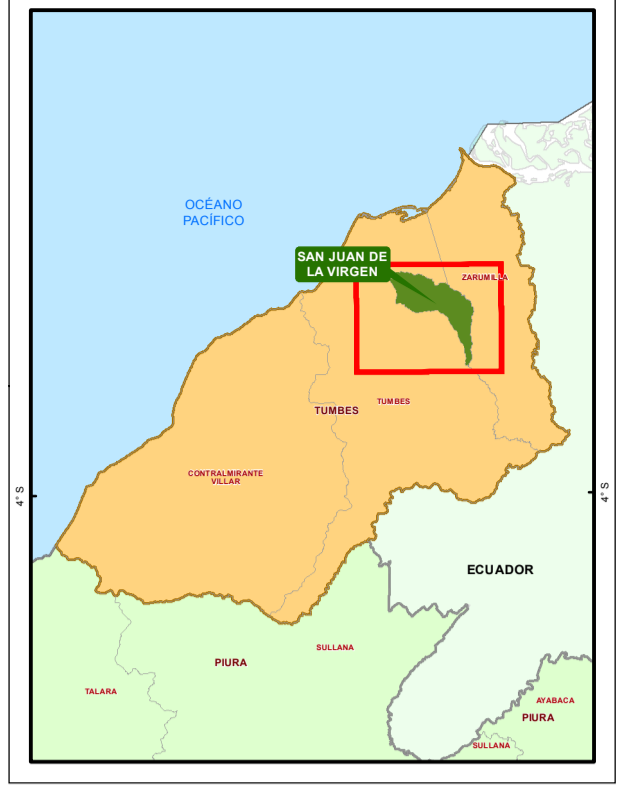 OCÉANO
PACÍFICO
SAN JUAN DE
LA VIRGEN
ZARUMILLA
TUMBES
TUMBES
CONTRALMIRANTE
VILLAR
4° S
4° S
ECUADOR
SULLANA
PIURA
TALARA
AYABACA
PIURA
SULLANA